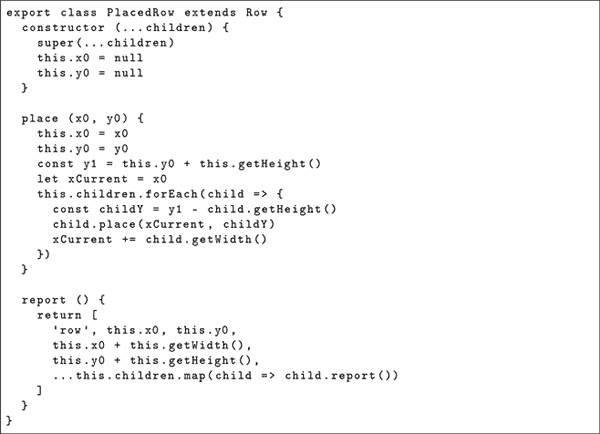 export class PlacedRow extends Row {
  constructor (...children) {
    super(...children)
    this.x0 = null
    this.y0 = null
  }

  place (x0, y0) {
    this.x0 = x0
    this.y0 = y0
    const y1 = this.y0 + this.getHeight()
    let xCurrent = x0
    this.children.forEach(child => {
      const childY = y1 - child.getHeight()
      child.place(xCurrent, childY)
      xCurrent += child.getWidth()
    })
  }

  report () {
    return [
      'row', this.x0, this.y0,
      this.x0 + this.getWidth(),
      this.y0 + this.getHeight(),
      ...this.children.map(child => child.report())
    ]
  }
}